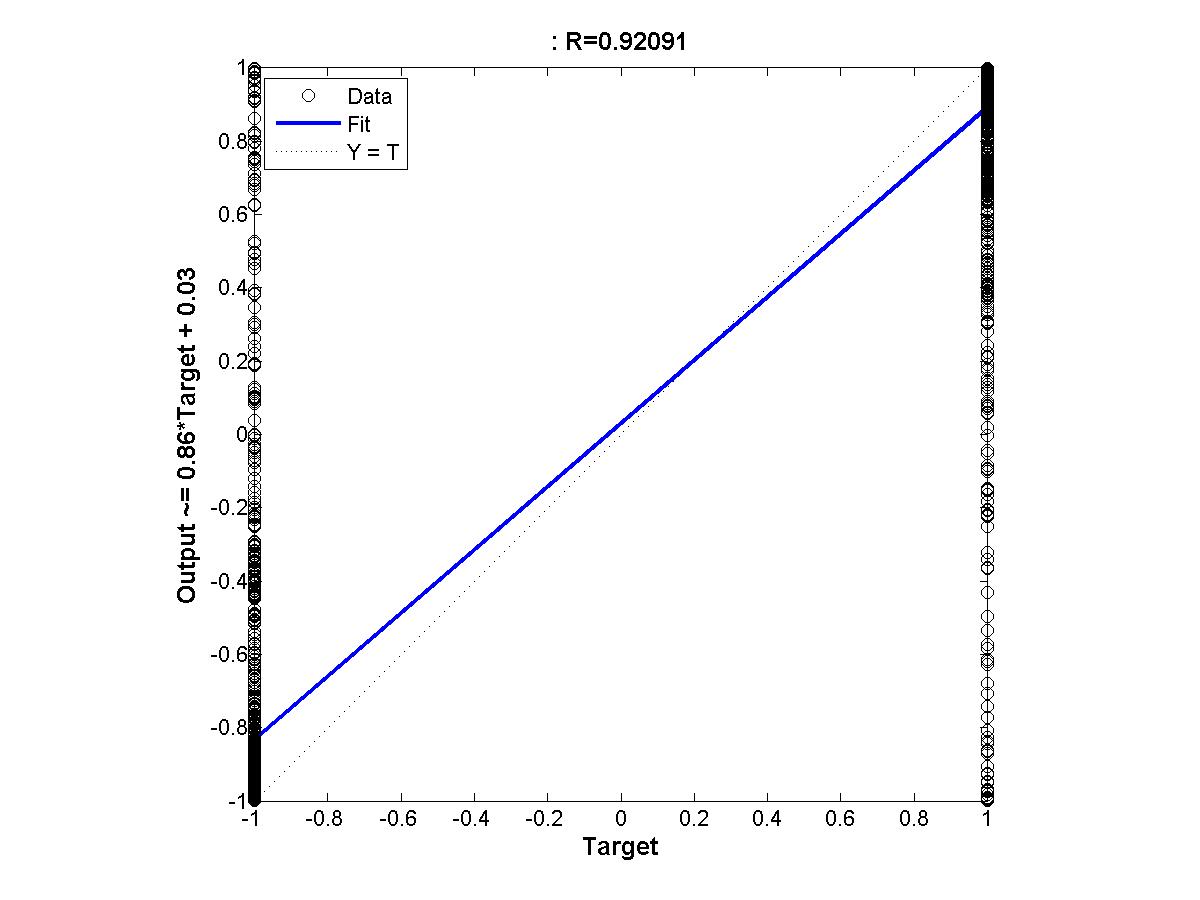 : R=0.92091
Data
Fit
Y = T
Output ~= 0.86*Target + 0.03
1
0.8
0.6
0.4
0.2
0
-0.2
-0.4
-0.6
-0.8
-1
-1 -0.8 -0.6 -0.4 -0.2 0 0.2 0.4 0.6 0.8 1
Target